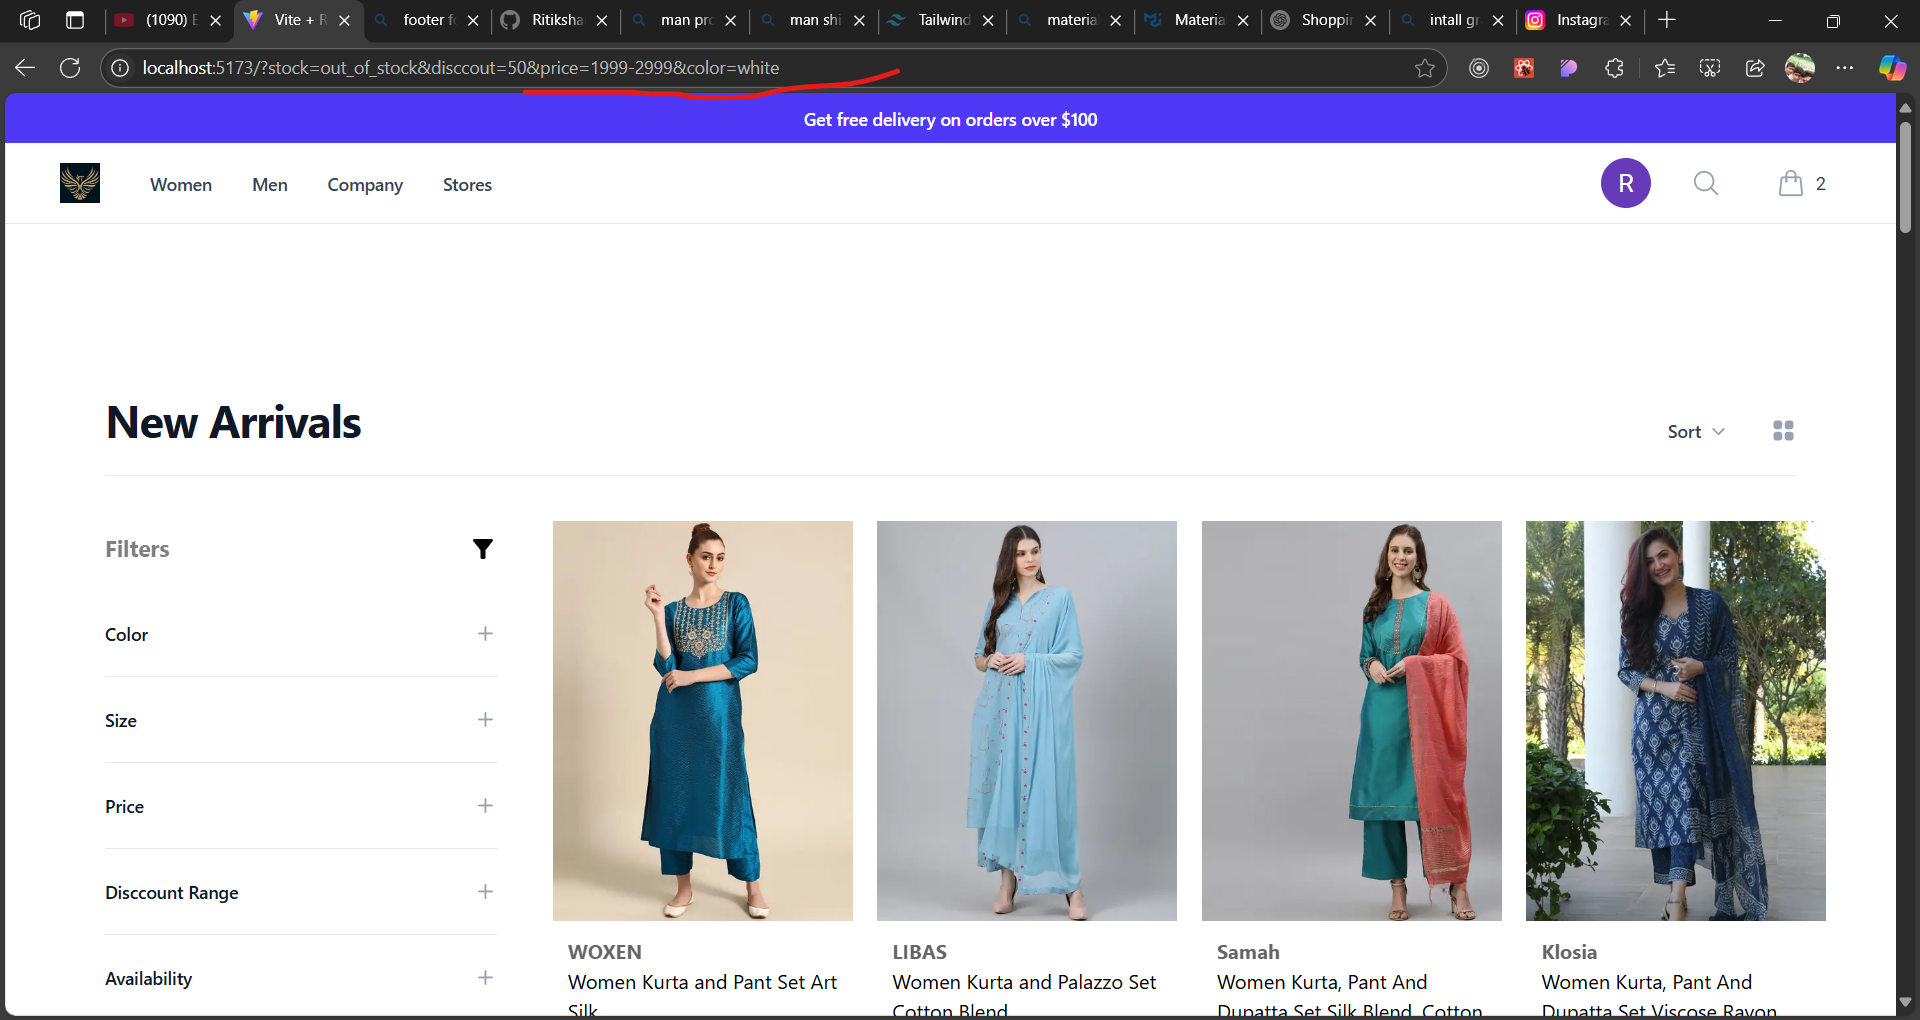 (1090) E
Vite + R
footer f
Ritiksha
man pro
man shi
Tailwind
materia
Materia
Shoppin
intall gr
Instagra
localhost:5173/?stock=out_of_stock&disccout=50&price=1999-2999&color=white
Get free delivery on orders over $100
Women
Men
Company
Stores
R
2
New Arrivals
Sort
Filters
Color
Size
Price
Disccount Range
Availability
WOXEN
Women Kurta and Pant Set Art
Silk
LIBAS
Women Kurta and Palazzo Set
Cotton Blend
Samah
Women Kurta, Pant And
Dupatta Set Silk Blend, Cotton
Klosia
Women Kurta, Pant And
Dupatta Set Viscose Rayon